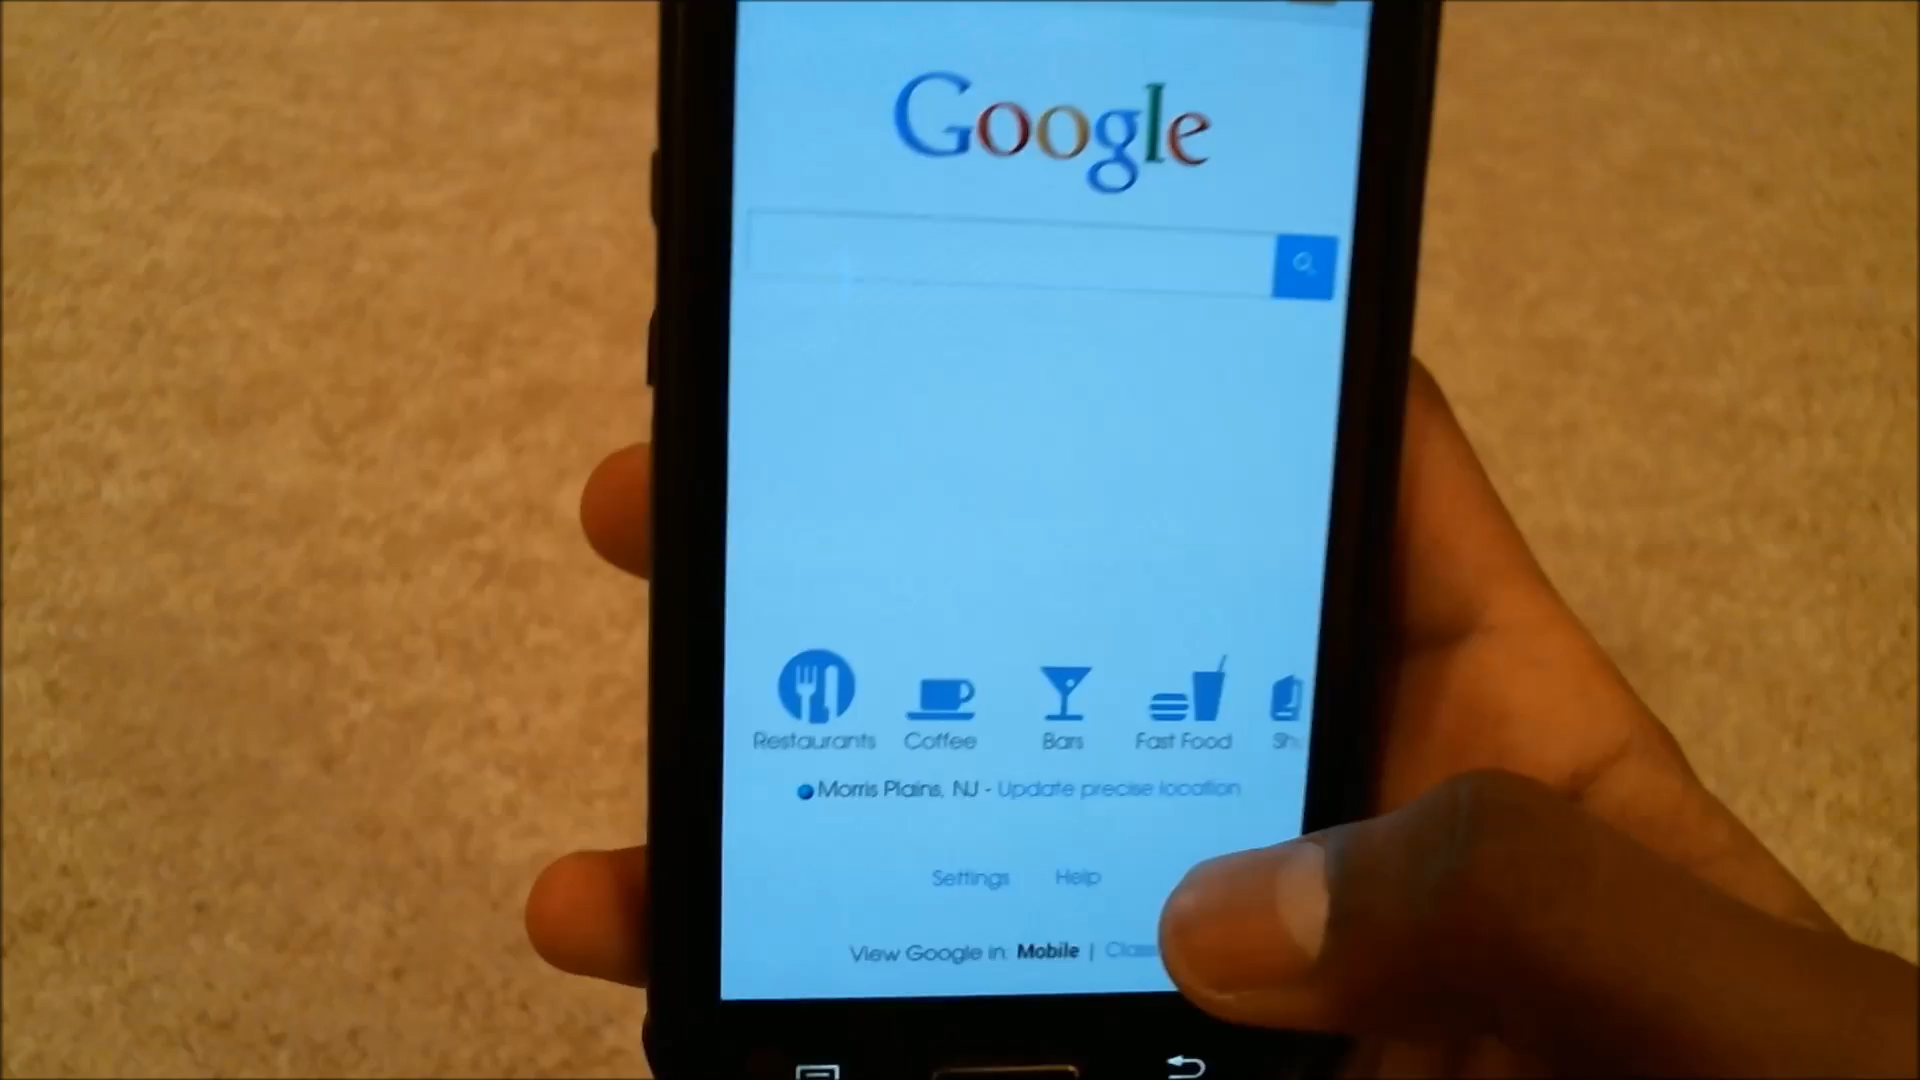 Google
Restaurants Coffee Bars Fast Food
Morris Plains, NJ - Update precise location
Settings Help
View Google in: Mobile |